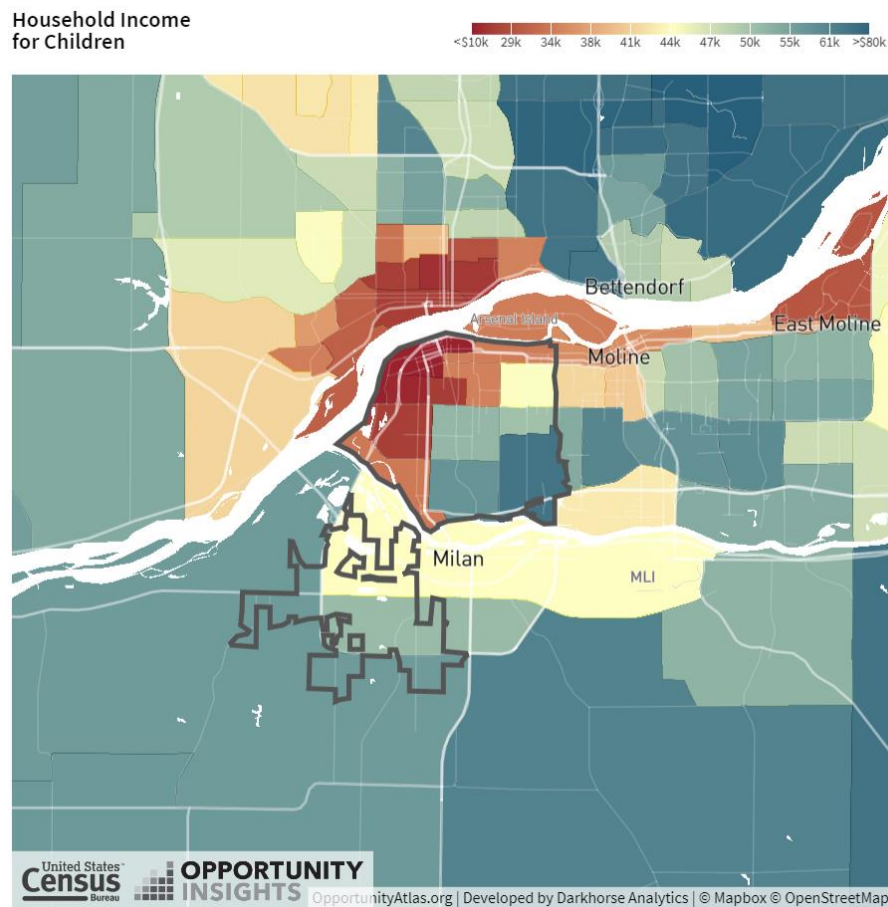 Household Income
for Children
<$10k 29k 34k 38k 41k 44k 47k 50k 55k 61k >$80k
Bettendorf
Arsenal Island
East Moline
Moline
Milan
MLI
United States™
Census
Bureau
OPPORTUNITY
INSIGHTS
OpportunityAtlas.org | Developed by Darkhorse Analytics | © Mapbox © OpenStreetMap